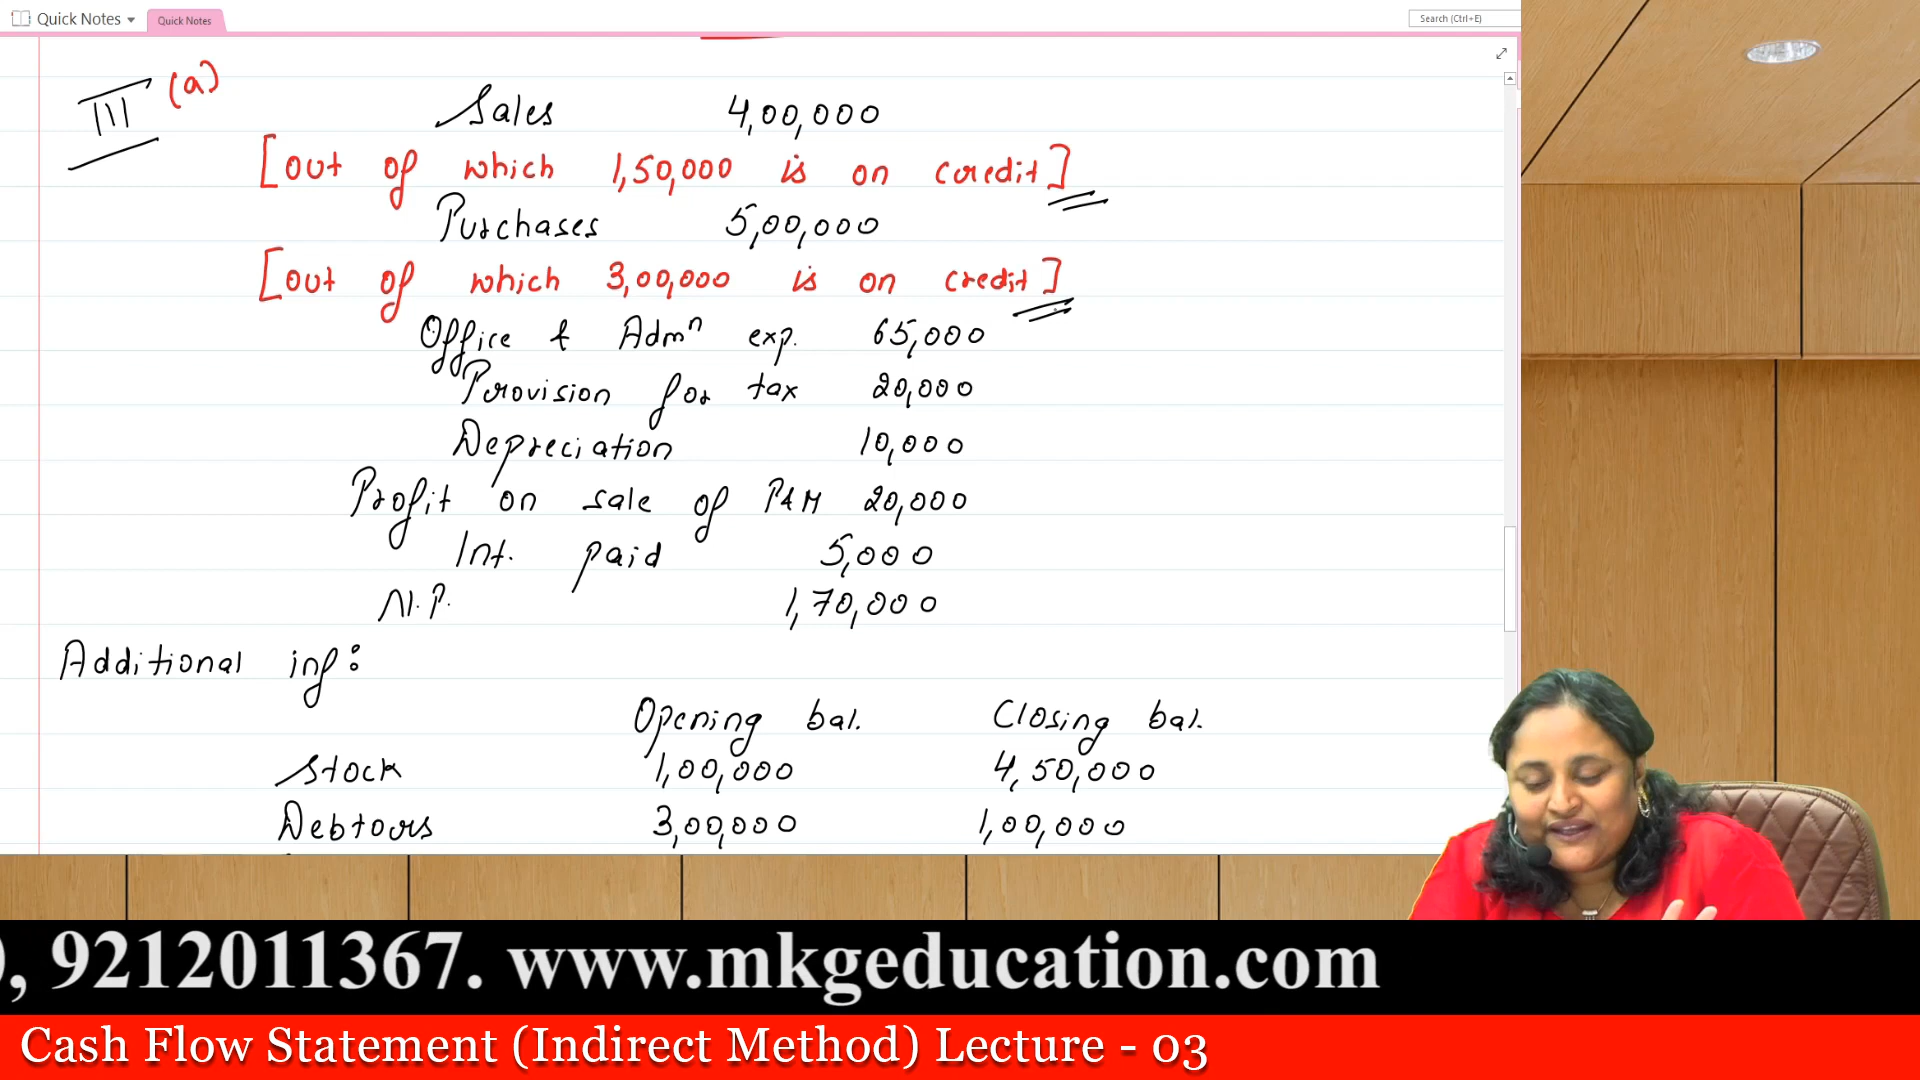 Quick Notes
Quick Notes
Search (Ctrl+E)
III (a)
Sales 4,00,000
[out of which 1,50,000 is on credit]
Purchases 5,00,000
[out of which 3,00,000 is on credit]
Office & Admⁿ exp. 65,000
Provision for tax 20,000
Depreciation 10,000
Profit on sale of P&M 20,000
Int. paid 5,000
N.P. 1,70,000
Additional inf:
Opening bal. Closing bal.
Stock 1,00,000 4,50,000
Debtors 3,00,000 1,00,000
), 9212011367. www.mkgeducation.com
Cash Flow Statement (Indirect Method) Lecture - 03